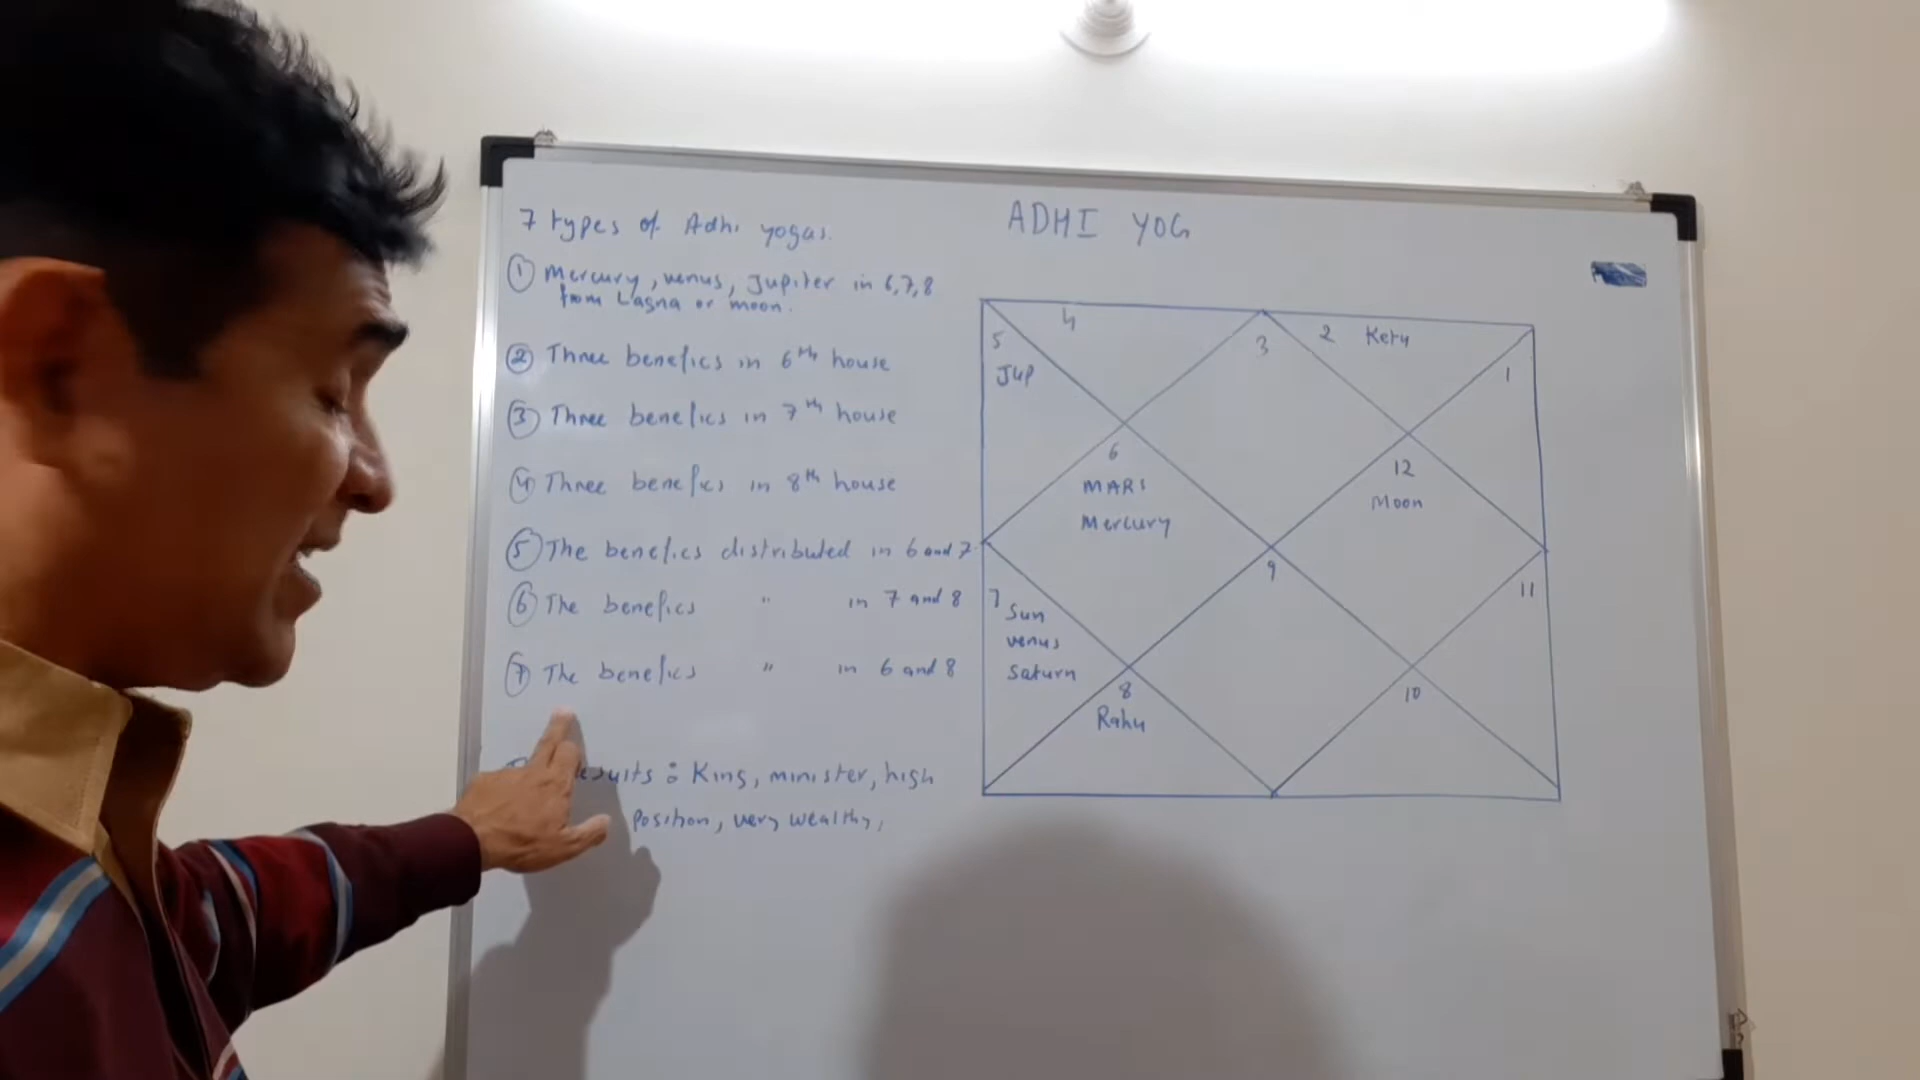 7 types of Adhi yogas.
① Mercury, venus, Jupiter in 6,7,8
from Lagna or moon.
② Three benefics in 6th house
③ Three benefics in 7th house
④ Three benefics in 8th house
⑤ The benefics distributed in 6 and 7
⑥ The benefics " in 7 and 8
⑦ The benefics " in 6 and 8
: King, minister, high
position, very wealthy,
ADHI YOG
4
3
2 Ketu
5
Jup
1
6
MARS
Mercury
12
Moon
9
7 Sun
venus
Saturn
11
8
Rahu
10